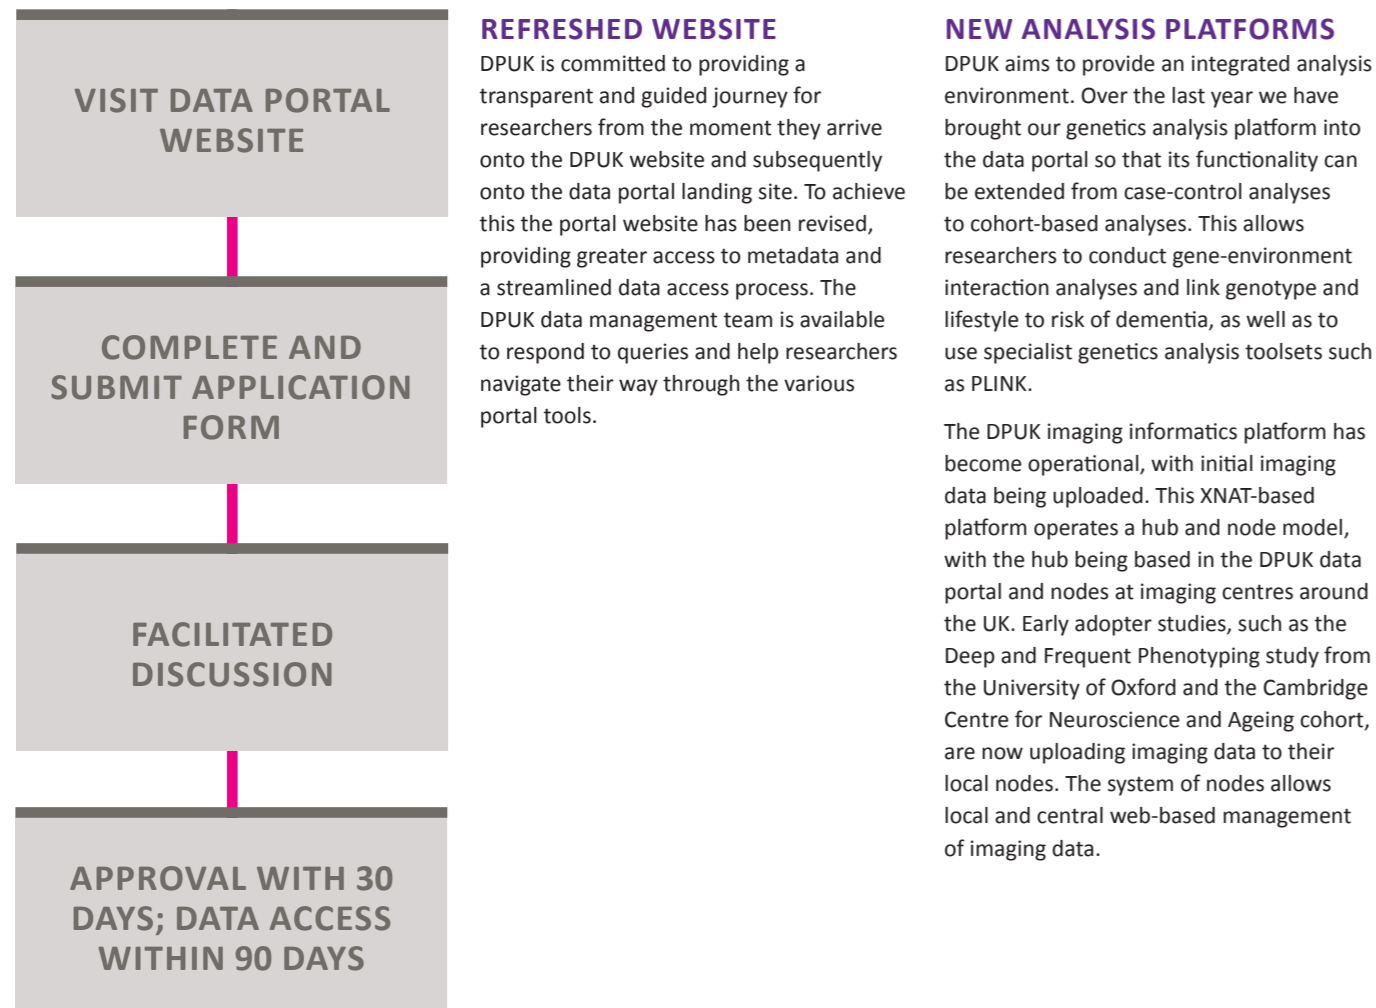 VISIT DATA PORTAL
WEBSITE
COMPLETE AND
SUBMIT APPLICATION
FORM
FACILITATED
DISCUSSION
APPROVAL WITH 30
DAYS; DATA ACCESS
WITHIN 90 DAYS
REFRESHED WEBSITE
DPUK is committed to providing a
transparent and guided journey for
researchers from the moment they arrive
onto the DPUK website and subsequently
onto the data portal landing site. To achieve
this the portal website has been revised,
providing greater access to metadata and
a streamlined data access process. The
DPUK data management team is available
to respond to queries and help researchers
navigate their way through the various
portal tools.
NEW ANALYSIS PLATFORMS
DPUK aims to provide an integrated analysis
environment. Over the last year we have
brought our genetics analysis platform into
the data portal so that its functionality can
be extended from case-control analyses
to cohort-based analyses. This allows
researchers to conduct gene-environment
interaction analyses and link genotype and
lifestyle to risk of dementia, as well as to
use specialist genetics analysis toolsets such
as PLINK.
The DPUK imaging informatics platform has
become operational, with initial imaging
data being uploaded. This XNAT-based
platform operates a hub and node model,
with the hub being based in the DPUK data
portal and nodes at imaging centres around
the UK. Early adopter studies, such as the
Deep and Frequent Phenotyping study from
the University of Oxford and the Cambridge
Centre for Neuroscience and Ageing cohort,
are now uploading imaging data to their
local nodes. The system of nodes allows
local and central web-based management
of imaging data.